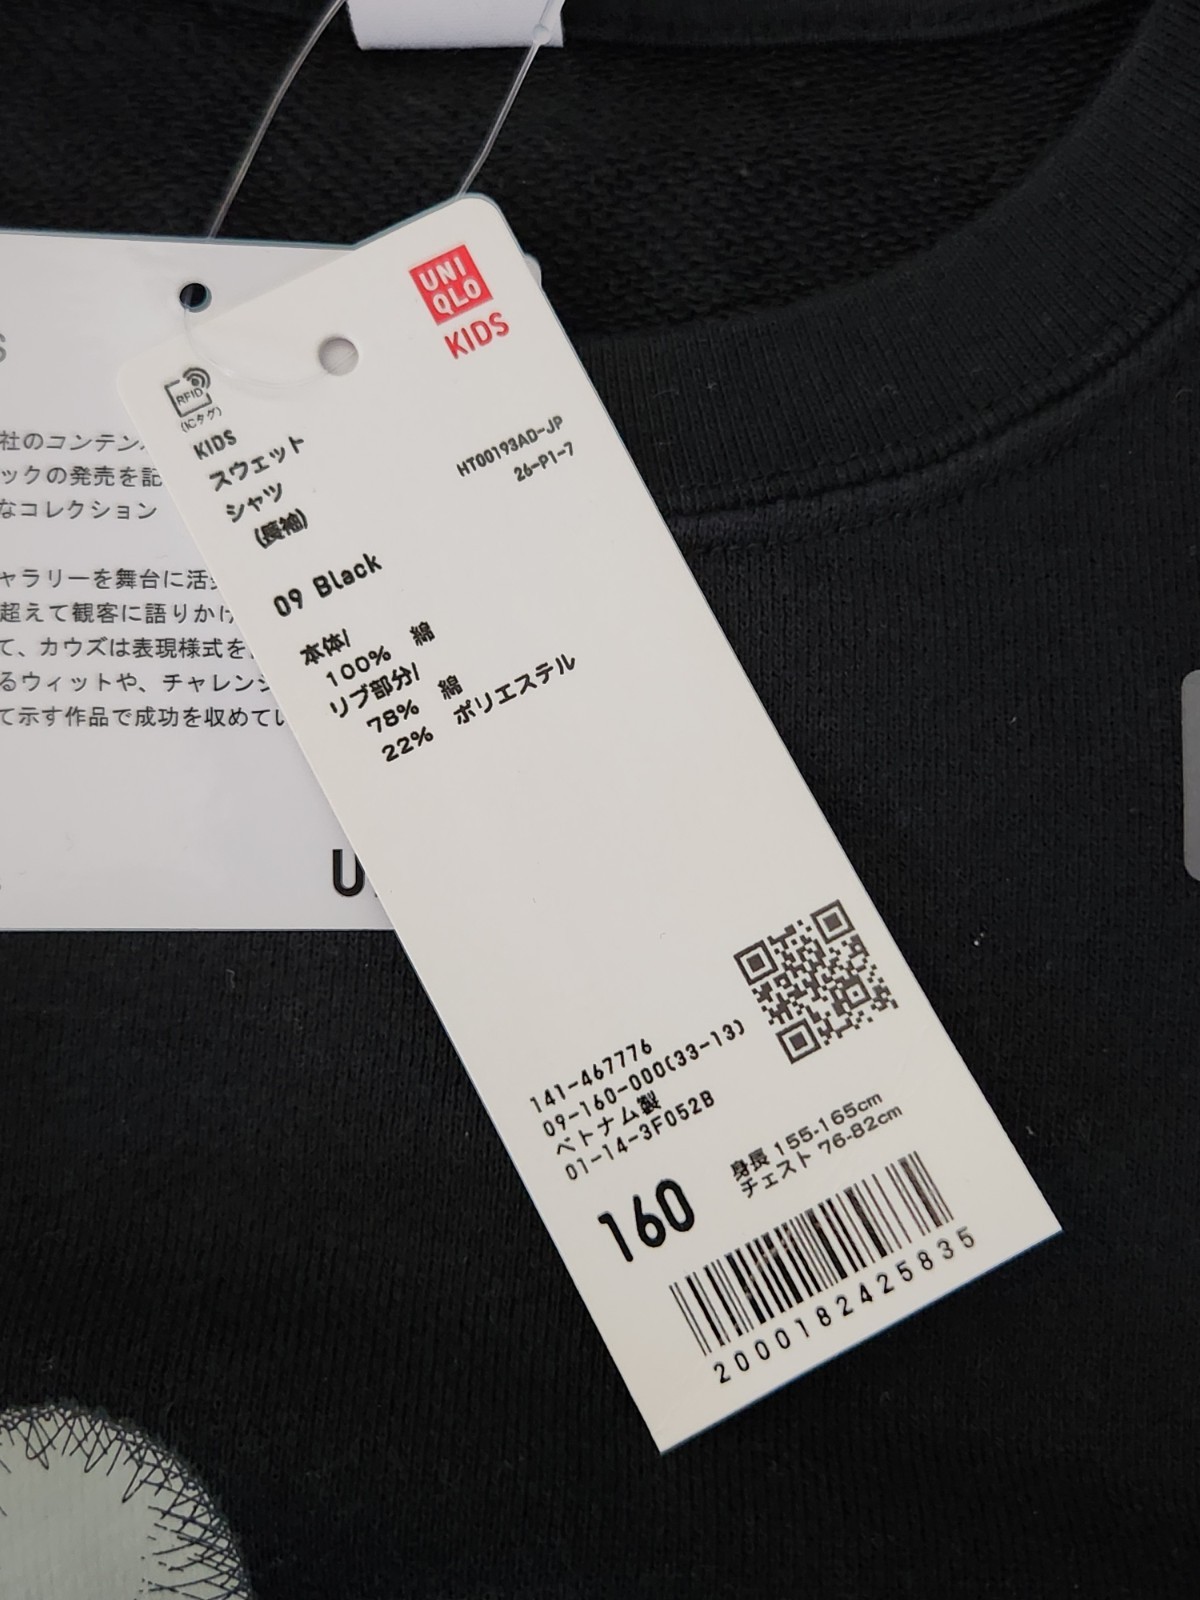 UNI
QLO
KIDS
RFID
(ICタグ)
KIDS
スウェット
シャツ
(長袖)
HT00193AD-JP
26-P1-7
09 Black
本体/
100% 綿
リブ部分/
78% 綿
22% ポリエステル
141-467776
09-160-000(33-13)
ベトナム製
01-14-3F052B
160
身長 155-165cm
チェスト 76-82cm
2000182425835
S
社のコンテン
ックの発売を記
なコレクション
ャラリーを舞台に活
超えて観客に語りかけ
て、カウズは表現様式を
るウィットや、チャレン
て示す作品で成功を収めてい
U